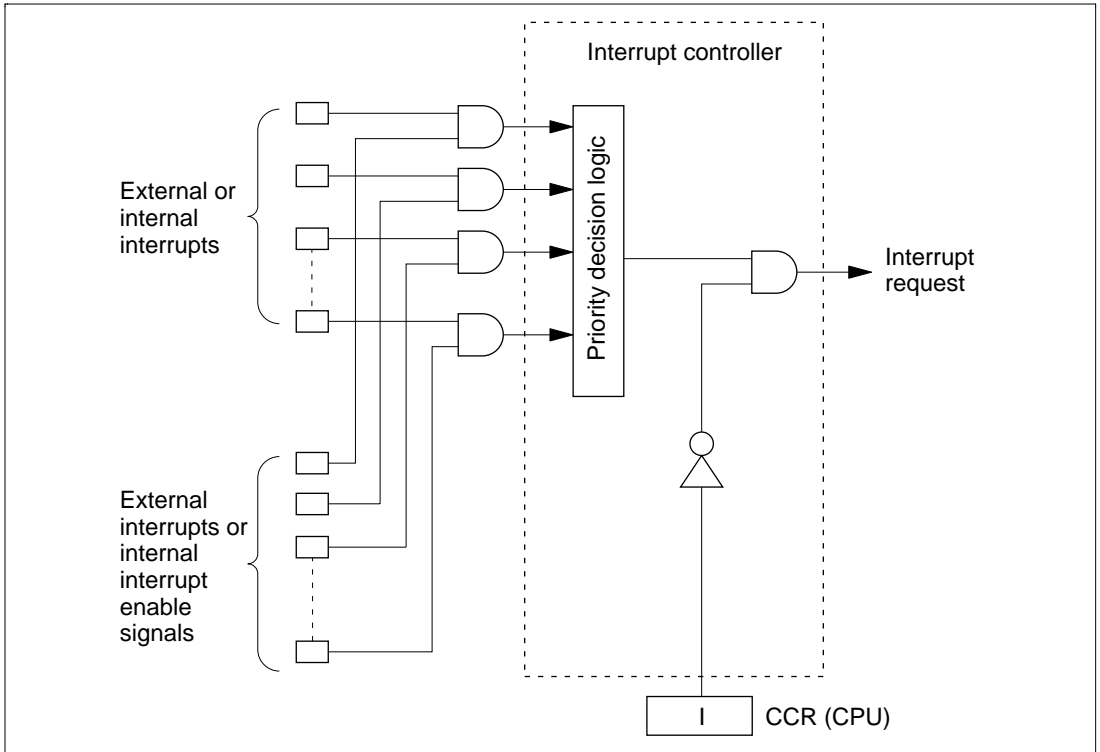 Interrupt controller
External or
internal
interrupts
Priority decision logic
Interrupt
request
External
interrupts or
internal
interrupt
enable
signals
I
CCR (CPU)